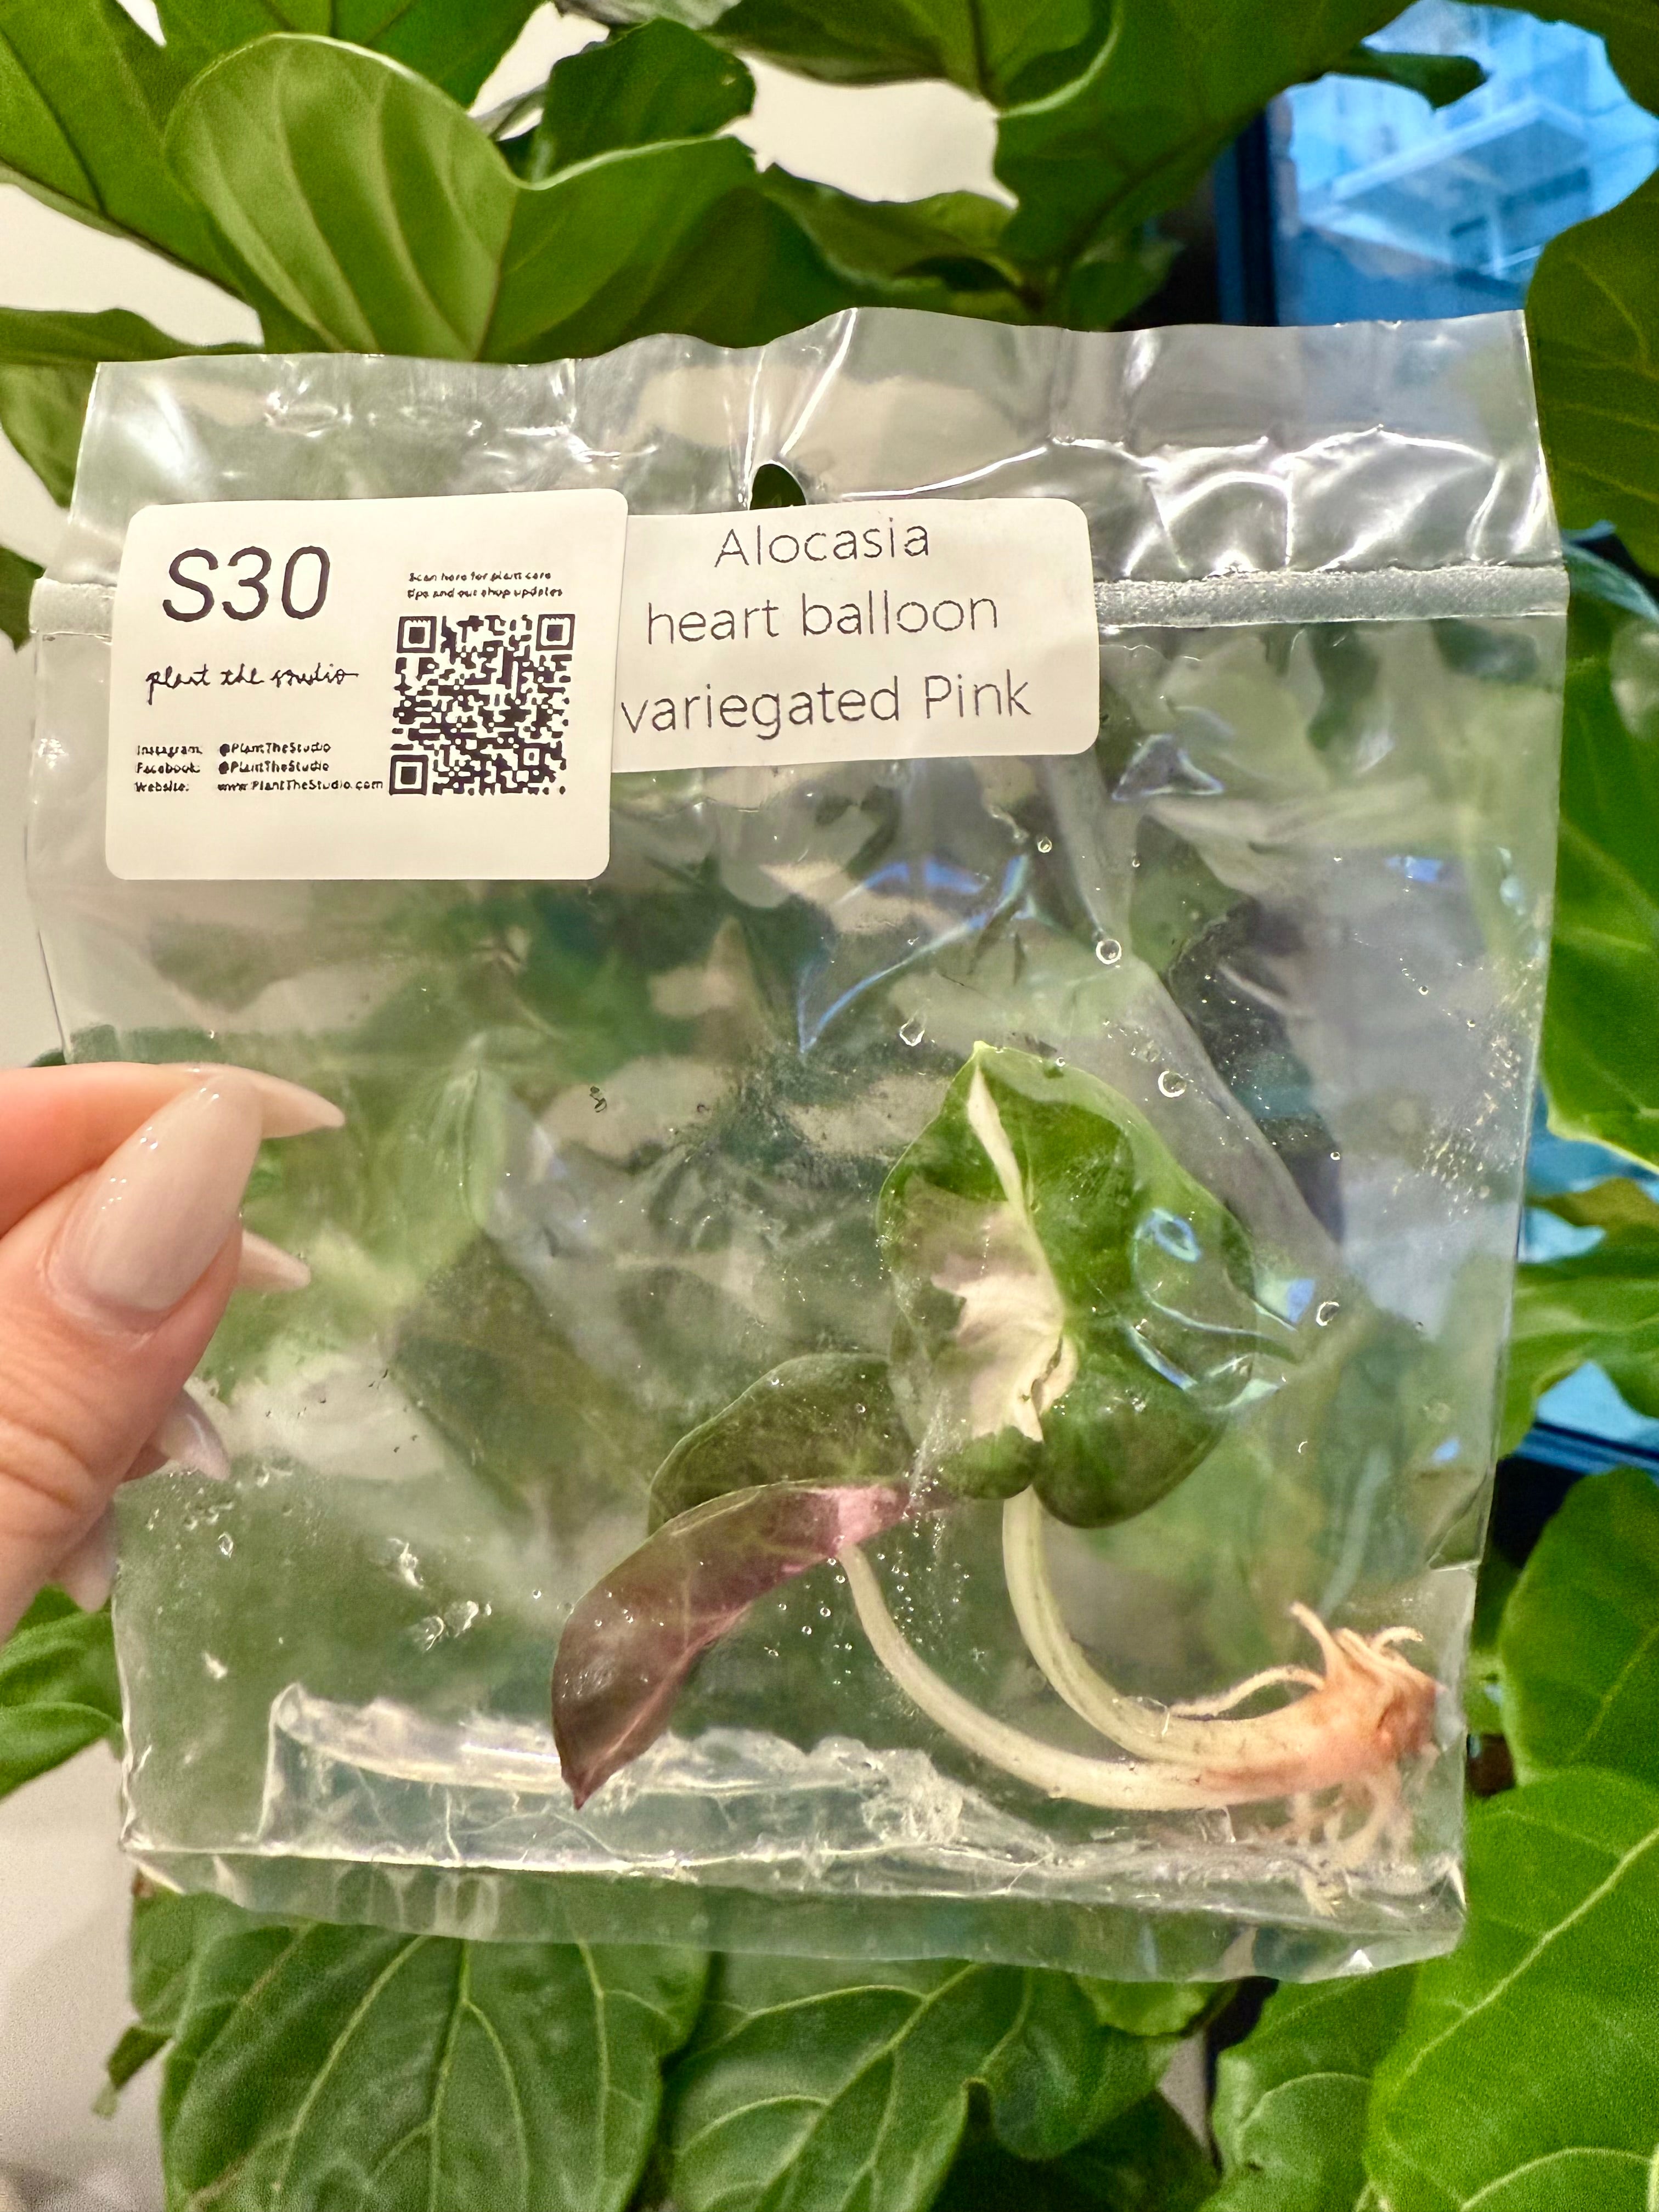 S30
Scan here for plant care
tips and our shop updates
plant the studio
Instagram: @PlantTheStudio
Facebook: @PlantTheStudio
Website: www.PlantTheStudio.com
Alocasia
heart balloon
variegated Pink